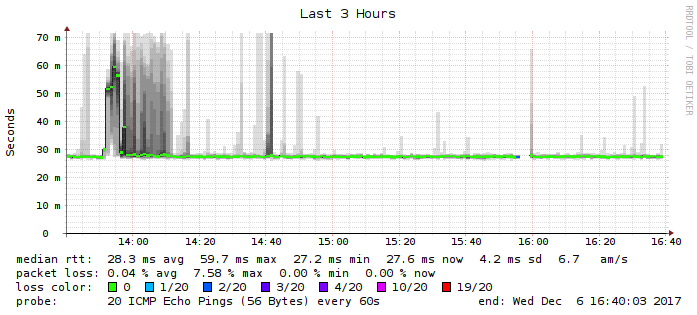 Last 3 Hours
RRDTOOL / TOBI OETIKER
Seconds
70 m
60 m
50 m
40 m
30 m
20 m
10 m
0
14:00 14:20 14:40 15:00 15:20 15:40 16:00 16:20 16:40
median rtt: 28.3 ms avg 59.7 ms max 27.2 ms min 27.6 ms now 4.2 ms sd 6.7 am/s
packet loss: 0.04 % avg 7.58 % max 0.00 % min 0.00 % now
loss color: 0 1/20 2/20 3/20 4/20 10/20 19/20
probe: 20 ICMP Echo Pings (56 Bytes) every 60s end: Wed Dec 6 16:40:03 2017